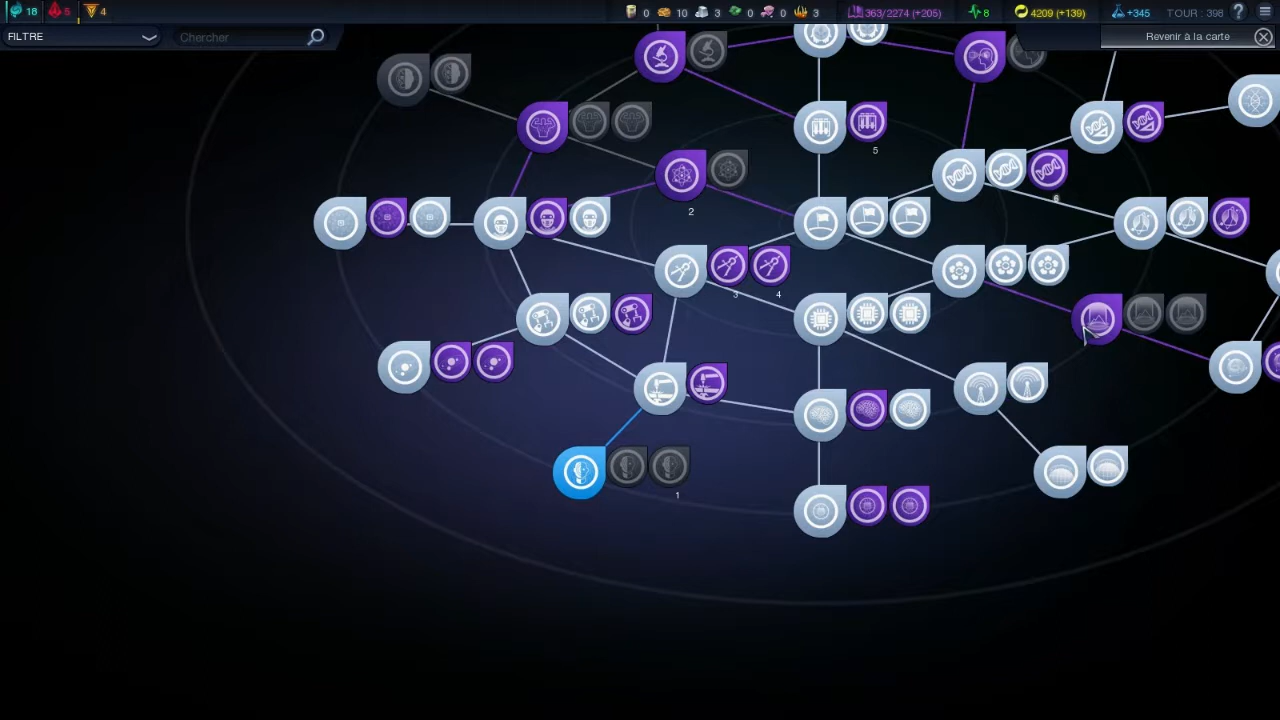 18 5 4 0 10 3 0 0 3 363/2274 (+205) 8 4209 (+139) +345 TOUR : 398 ?
FILTRE Chercher Revenir à la carte
5
2
6
3 4
1